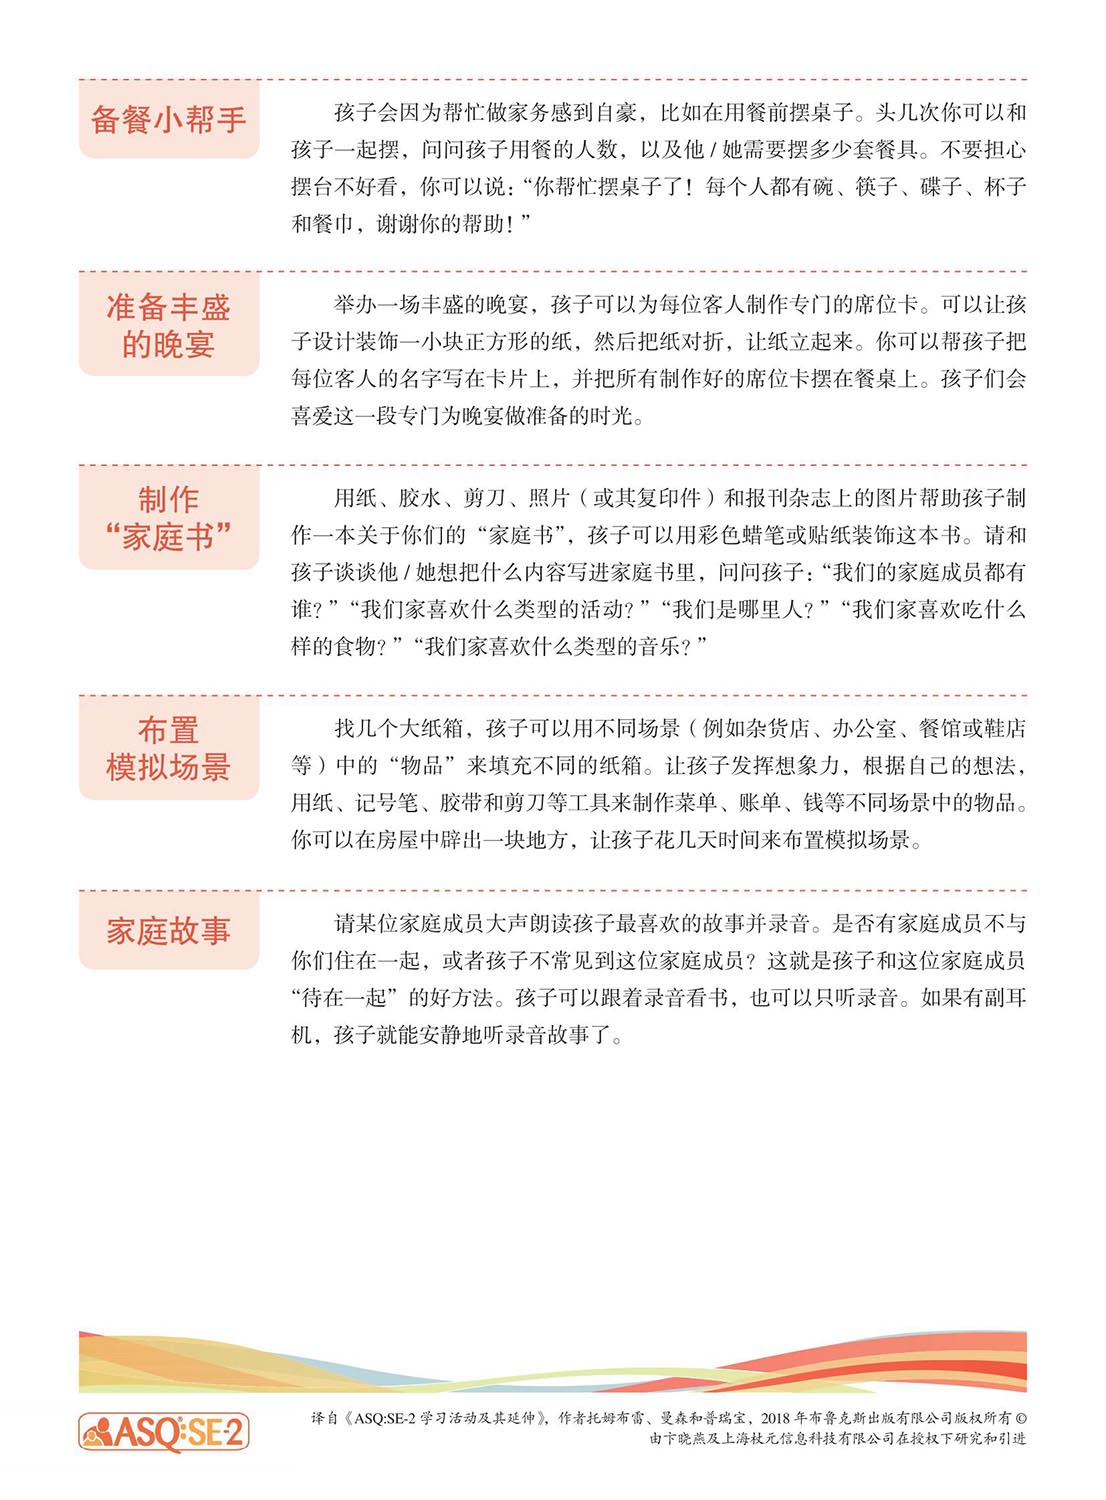 备餐小帮手
孩子会因为帮忙做家务感到自豪，比如在用餐前摆桌子。头几次你可以和
孩子一起摆，问问孩子用餐的人数，以及他 / 她需要摆多少套餐具。不要担心
摆台不好看，你可以说：“你帮忙摆桌子了！每个人都有碗、筷子、碟子、杯子
和餐巾，谢谢你的帮助！”
准备丰盛
的晚宴
举办一场丰盛的晚宴，孩子可以为每位客人制作专门的席位卡。可以让孩
子设计装饰一小块正方形的纸，然后把纸对折，让纸立起来。你可以帮孩子把
每位客人的名字写在卡片上，并把所有制作好的席位卡摆在餐桌上。孩子们会
喜爱这一段专门为晚宴做准备的时光。
制作
“家庭书”
用纸、胶水、剪刀、照片（或其复印件）和报刊杂志上的图片帮助孩子制
作一本关于你们的“家庭书”，孩子可以用彩色蜡笔或贴纸装饰这本书。请和
孩子谈谈他 / 她想把什么内容写进家庭书里，问问孩子：“我们的家庭成员都有
谁？”“我们家喜欢什么类型的活动？”“我们是哪里人？”“我们家喜欢吃什么
样的食物？”“我们家喜欢什么类型的音乐？”
布置
模拟场景
找几个大纸箱，孩子可以用不同场景（例如杂货店、办公室、餐馆或鞋店
等）中的“物品”来填充不同的纸箱。让孩子发挥想象力，根据自己的想法，
用纸、记号笔、胶带和剪刀等工具来制作菜单、账单、钱等不同场景中的物品。
你可以在房屋中辟出一块地方，让孩子花几天时间来布置模拟场景。
家庭故事
请某位家庭成员大声朗读孩子最喜欢的故事并录音。是否有家庭成员不与
你们住在一起，或者孩子不常见到这位家庭成员？这就是孩子和这位家庭成员
“待在一起”的好方法。孩子可以跟着录音看书，也可以只听录音。如果有副耳
机，孩子就能安静地听录音故事了。
ASQ:SE-2
译自《ASQ:SE-2 学习活动及其延伸》，作者托姆布雷、曼森和普瑞宝，2018 年布鲁克斯出版有限公司版权所有 ©
由卞晓燕及上海杖元信息科技有限公司在授权下研究和引进